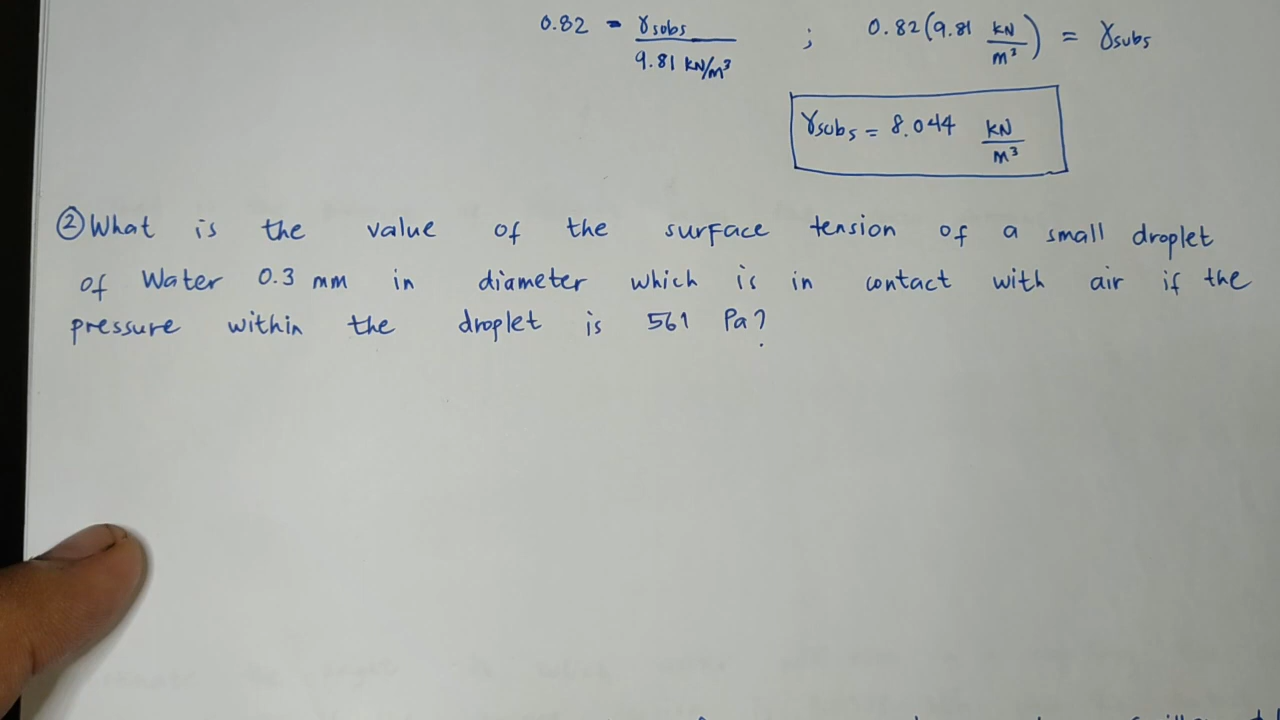 0.82 = γsubs / 9.81 kN/m³ ; 0.82(9.81 kN/m³) = γsubs
γsubs = 8.044 kN/m³
② What is the value of the surface tension of a small droplet
of Water 0.3 mm in diameter which is in contact with air if the
pressure within the droplet is 561 Pa?